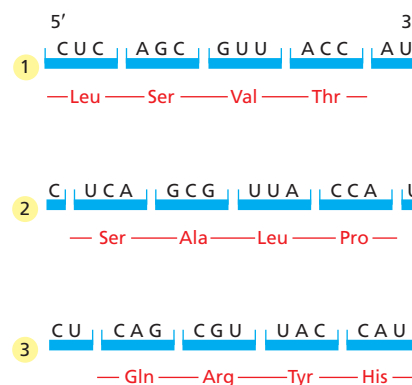 5′ 3
CUC AGC GUU ACC AU
1
Leu Ser Val Thr
C UCA GCG UUA CCA U
2
Ser Ala Leu Pro
CU CAG CGU UAC CAU
3
Gln Arg Tyr His